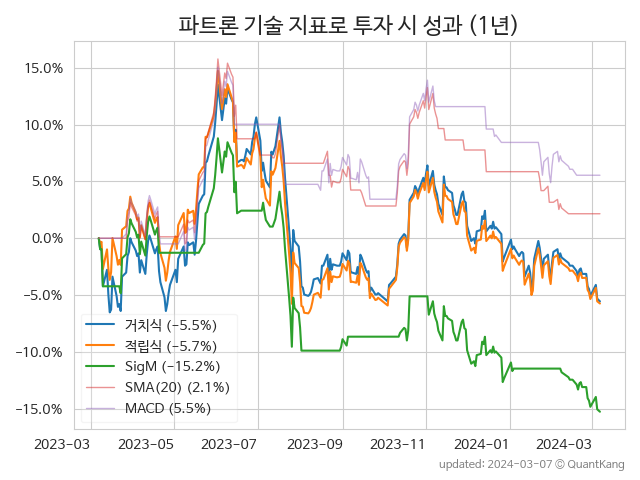 파트론 기술 지표로 투자 시 성과 (1년)
15.0%
10.0%
5.0%
0.0%
−5.0%
−10.0%
−15.0%
거치식 (−5.5%)
적립식 (−5.7%)
SigM (−15.2%)
SMA(20) (2.1%)
MACD (5.5%)
2023−03 2023−05 2023−07 2023−09 2023−11 2024−01 2024−03
updated: 2024−03−07 © QuantKang